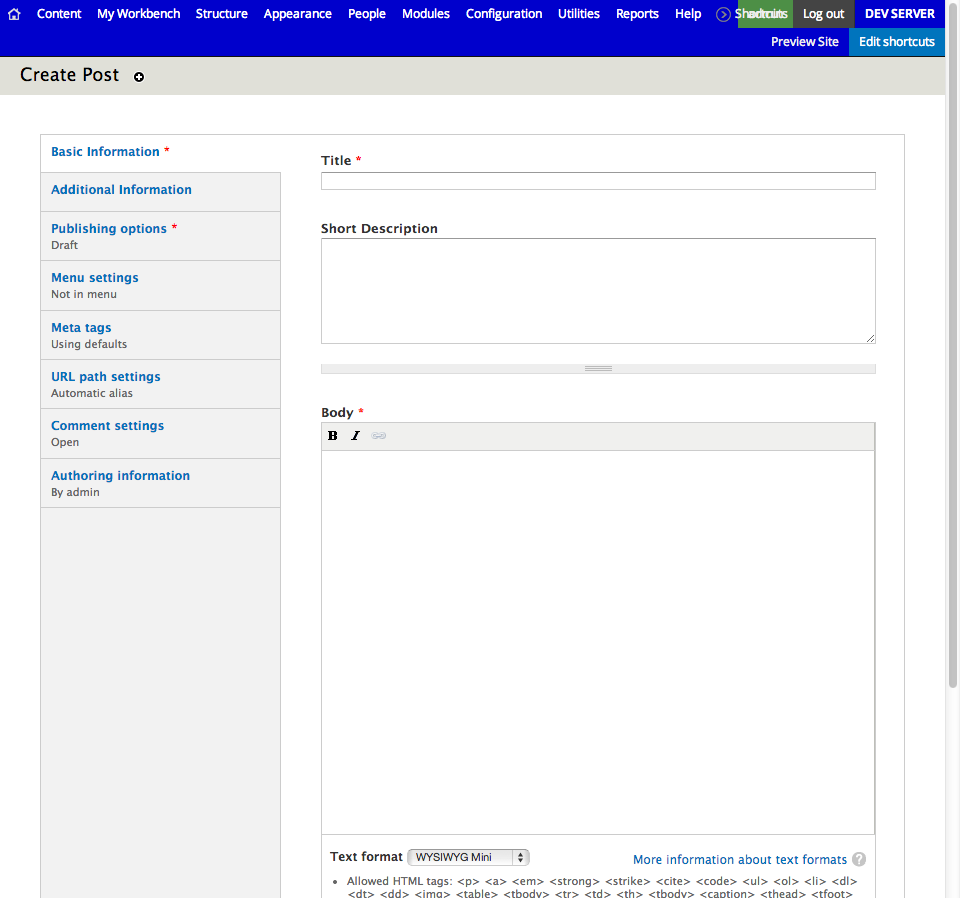 Content My Workbench Structure Appearance People Modules Configuration Utilities Reports Help Shortcuts admin Log out DEV SERVER
Preview Site Edit shortcuts
Create Post
Basic Information *
Additional Information
Publishing options *
Draft
Menu settings
Not in menu
Meta tags
Using defaults
URL path settings
Automatic alias
Comment settings
Open
Authoring information
By admin
Title *
Short Description
Body *
B I
Text format WYSIWYG Mini More information about text formats ?
• Allowed HTML tags: <p> <a> <em> <strong> <strike> <cite> <code> <ul> <ol> <li> <dl>
<dt> <dd> <img> <table> <tbody> <tr> <td> <th> <tbody> <caption> <thead> <tfoot>